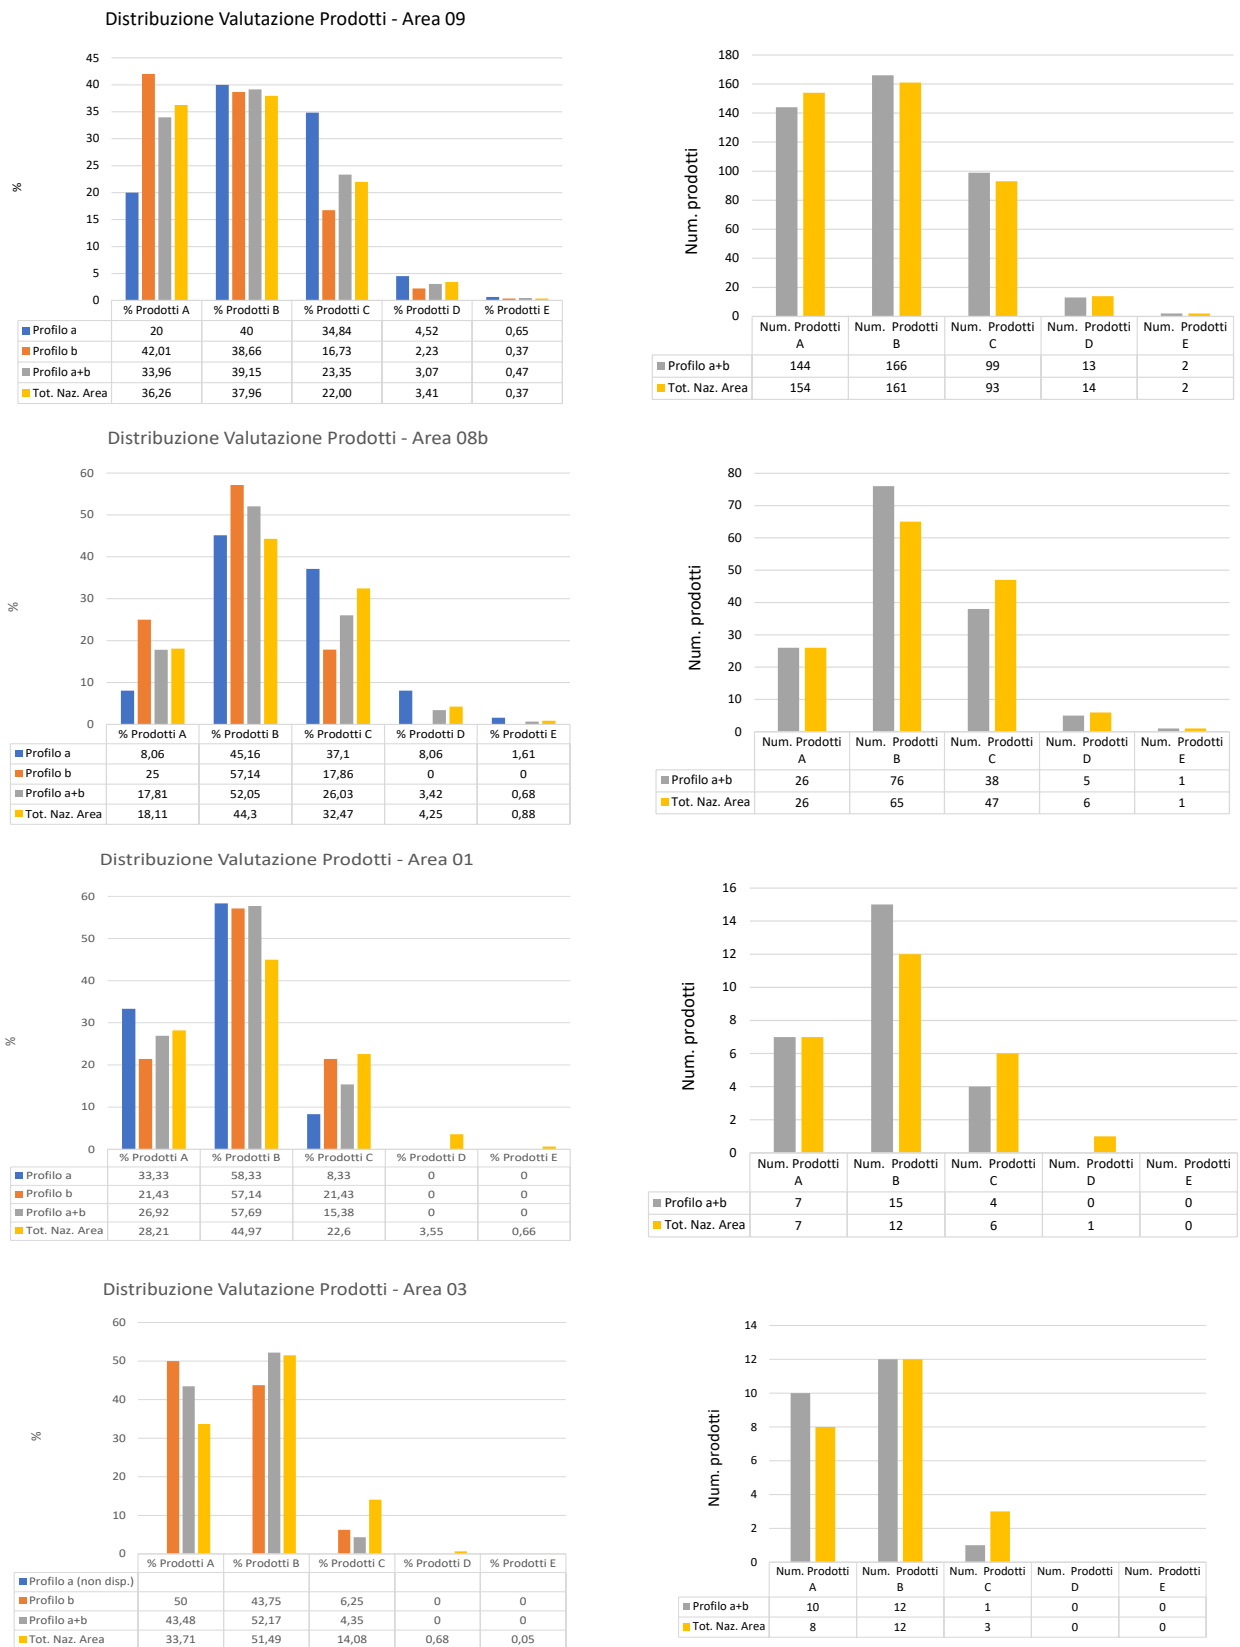 Distribuzione Valutazione Prodotti - Area 09
45
40
35
30
25
20
15
10
5
0
%
% Prodotti A % Prodotti B % Prodotti C % Prodotti D % Prodotti E
Profilo a 20 40 34,84 4,52 0,65
Profilo b 42,01 38,66 16,73 2,23 0,37
Profilo a+b 33,96 39,15 23,35 3,07 0,47
Tot. Naz. Area 36,26 37,96 22,00 3,41 0,37
180
160
140
120
100
80
60
40
20
0
Num. prodotti
Num. Prodotti Num. Prodotti Num. Prodotti Num. Prodotti Num. Prodotti
A B C D E
Profilo a+b 144 166 99 13 2
Tot. Naz. Area 154 161 93 14 2
Distribuzione Valutazione Prodotti - Area 08b
60
50
40
30
20
10
0
%
% Prodotti A % Prodotti B % Prodotti C % Prodotti D % Prodotti E
Profilo a 8,06 45,16 37,1 8,06 1,61
Profilo b 25 57,14 17,86 0 0
Profilo a+b 17,81 52,05 26,03 3,42 0,68
Tot. Naz. Area 18,11 44,3 32,47 4,25 0,88
80
70
60
50
40
30
20
10
0
Num. prodotti
Num. Prodotti Num. Prodotti Num. Prodotti Num. Prodotti Num. Prodotti
A B C D E
Profilo a+b 26 76 38 5 1
Tot. Naz. Area 26 65 47 6 1
Distribuzione Valutazione Prodotti - Area 01
60
50
40
30
20
10
0
%
% Prodotti A % Prodotti B % Prodotti C % Prodotti D % Prodotti E
Profilo a 33,33 58,33 8,33 0 0
Profilo b 21,43 57,14 21,43 0 0
Profilo a+b 26,92 57,69 15,38 0 0
Tot. Naz. Area 28,21 44,97 22,6 3,55 0,66
16
14
12
10
8
6
4
2
0
Num. prodotti
Num. Prodotti Num. Prodotti Num. Prodotti Num. Prodotti Num. Prodotti
A B C D E
Profilo a+b 7 15 4 0 0
Tot. Naz. Area 7 12 6 1 0
Distribuzione Valutazione Prodotti - Area 03
60
50
40
30
20
10
0
%
% Prodotti A % Prodotti B % Prodotti C % Prodotti D % Prodotti E
Profilo a (non disp.)
Profilo b 50 43,75 6,25 0 0
Profilo a+b 43,48 52,17 4,35 0 0
Tot. Naz. Area 33,71 51,49 14,08 0,68 0,05
14
12
10
8
6
4
2
0
Num. prodotti
Num. Prodotti Num. Prodotti Num. Prodotti Num. Prodotti Num. Prodotti
A B C D E
Profilo a+b 10 12 1 0 0
Tot. Naz. Area 8 12 3 0 0